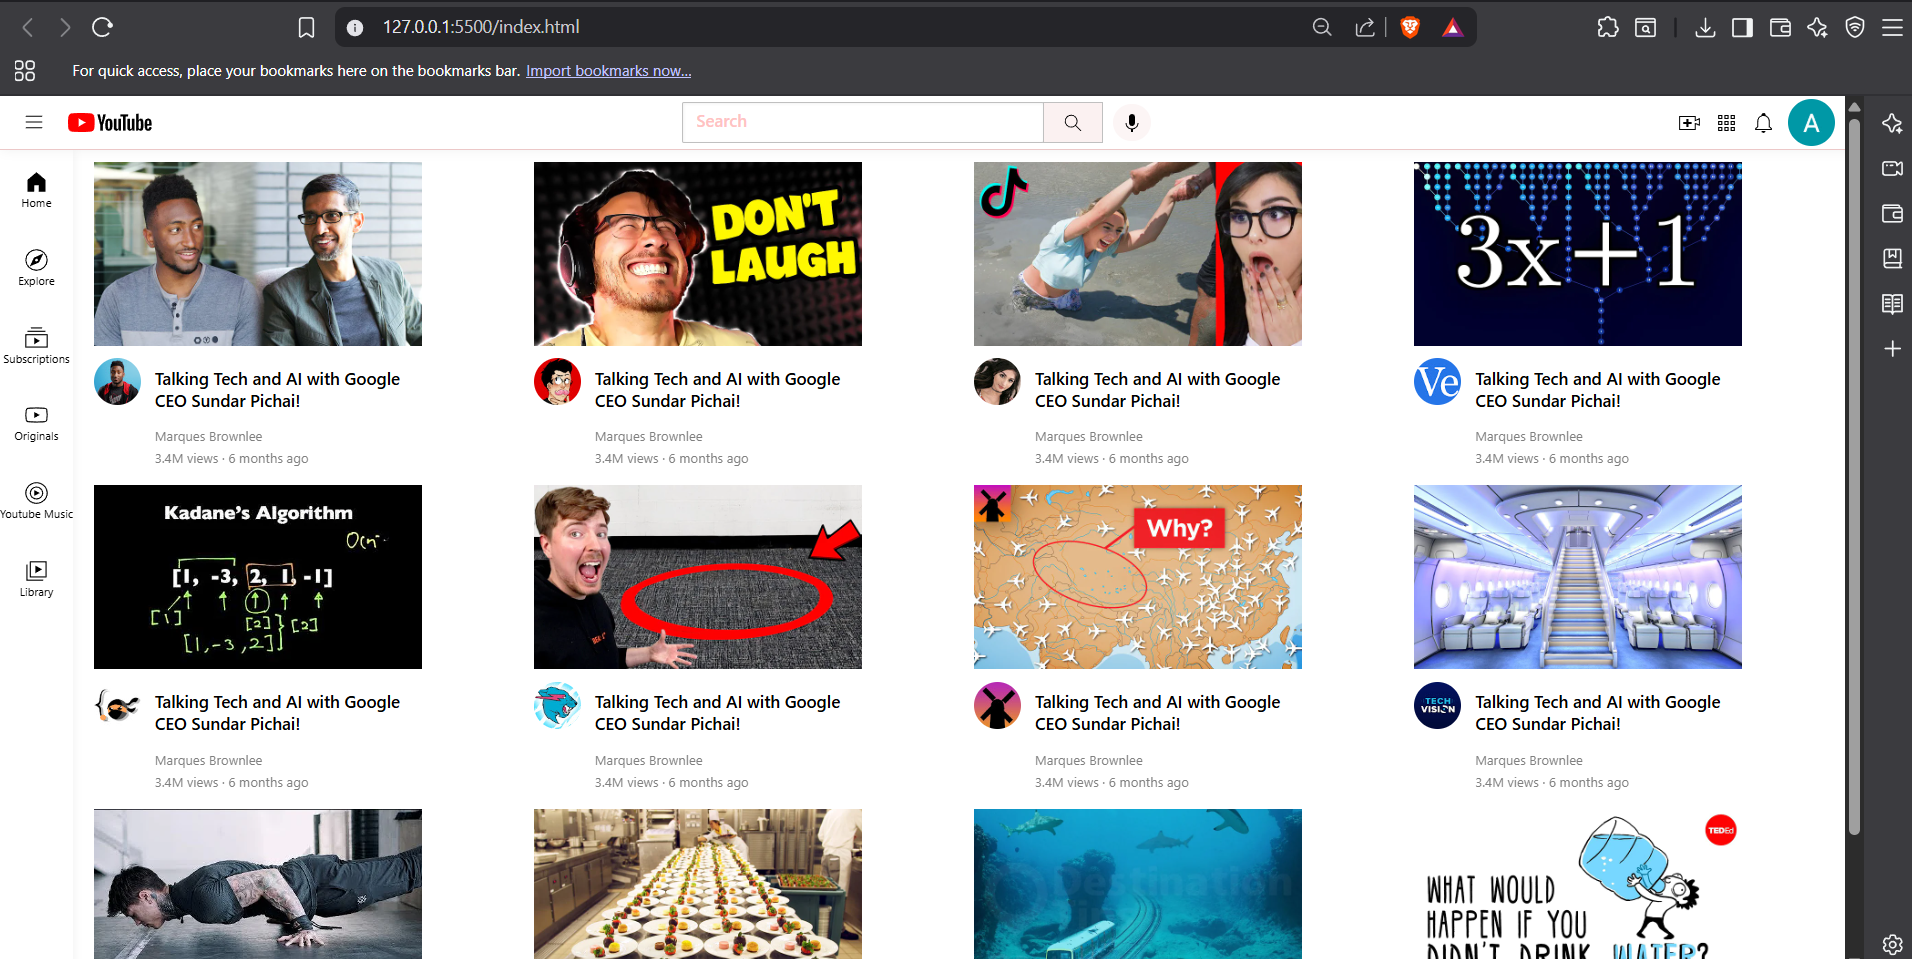 127.0.0.1:5500/index.html
For quick access, place your bookmarks here on the bookmarks bar. Import bookmarks now...
YouTube
Search
A
Home
Explore
Subscriptions
Originals
Youtube Music
Library
DON'T
LAUGH
3x+1
Talking Tech and AI with Google
CEO Sundar Pichai!
Marques Brownlee
3.4M views · 6 months ago
Talking Tech and AI with Google
CEO Sundar Pichai!
Marques Brownlee
3.4M views · 6 months ago
Talking Tech and AI with Google
CEO Sundar Pichai!
Marques Brownlee
3.4M views · 6 months ago
Ve
Talking Tech and AI with Google
CEO Sundar Pichai!
Marques Brownlee
3.4M views · 6 months ago
Kadane's Algorithm
[1, -3, 2, 1, -1]
[1]
[2]
[2]
[1,-3,2]
Why?
Talking Tech and AI with Google
CEO Sundar Pichai!
Marques Brownlee
3.4M views · 6 months ago
Talking Tech and AI with Google
CEO Sundar Pichai!
Marques Brownlee
3.4M views · 6 months ago
Talking Tech and AI with Google
CEO Sundar Pichai!
Marques Brownlee
3.4M views · 6 months ago
TECH
VISION
Talking Tech and AI with Google
CEO Sundar Pichai!
Marques Brownlee
3.4M views · 6 months ago
TEDEd
WHAT WOULD
HAPPEN IF YOU
DIDN'T DRINK
WATER?